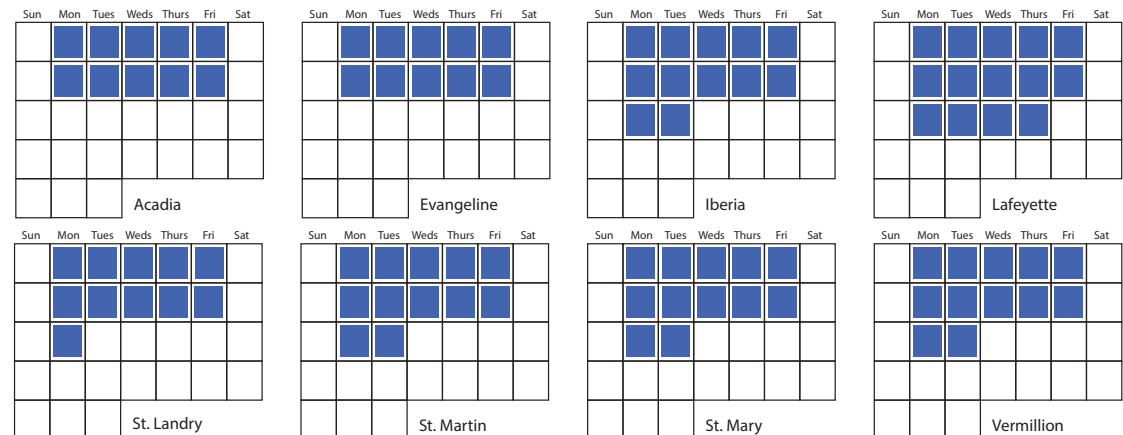 Sun Mon Tues Weds Thurs Fri Sat
Sun Mon Tues Weds Thurs Fri Sat
Sun Mon Tues Weds Thurs Fri Sat
Sun Mon Tues Weds Thurs Fri Sat
Acadia
Evangeline
Iberia
Lafeyette
Sun Mon Tues Weds Thurs Fri Sat
Sun Mon Tues Weds Thurs Fri Sat
Sun Mon Tues Weds Thurs Fri Sat
Sun Mon Tues Weds Thurs Fri Sat
St. Landry
St. Martin
St. Mary
Vermillion